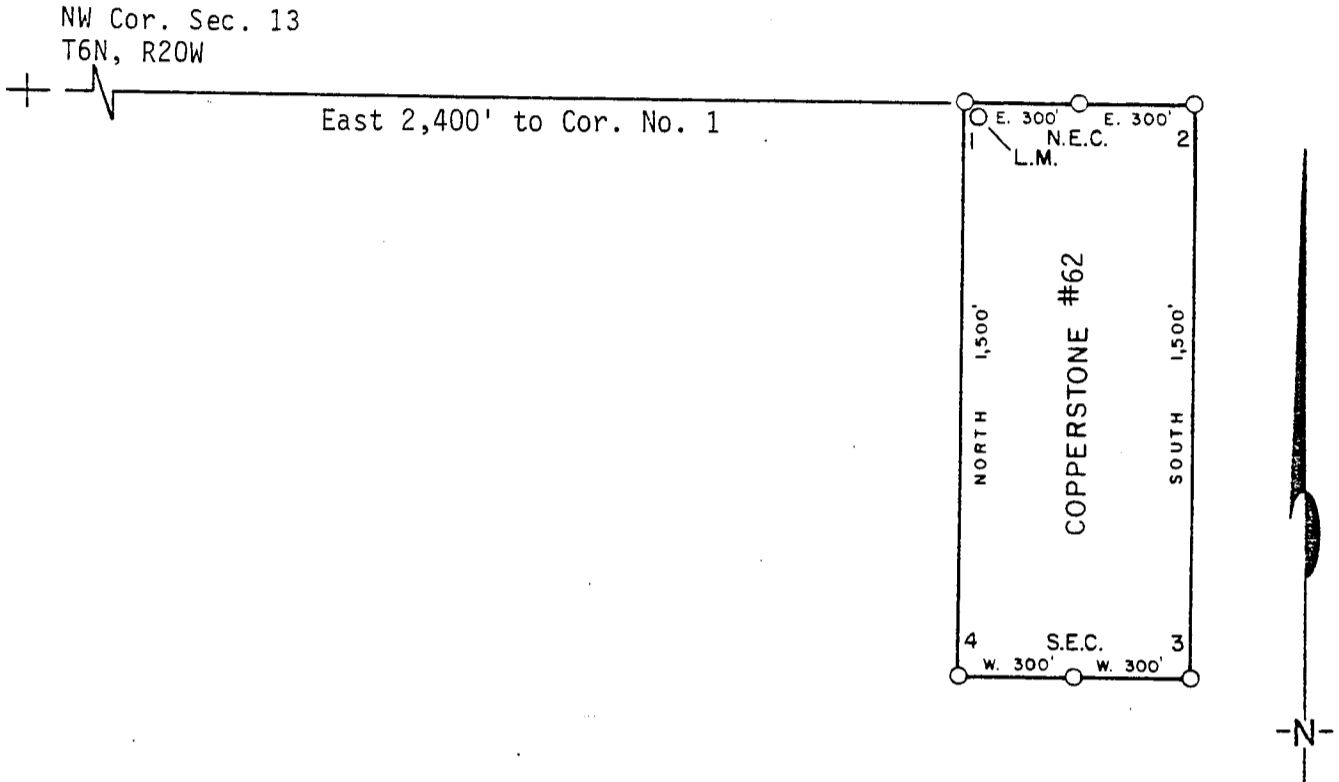 NW Cor. Sec. 13
T6N, R20W
East 2,400' to Cor. No. 1
E. 300' E. 300'
1 N.E.C. 2
L.M.
NORTH 1,500'
COPPERSTONE #62
SOUTH 1,500'
4 S.E.C. 3
W. 300' W. 300'
-N-